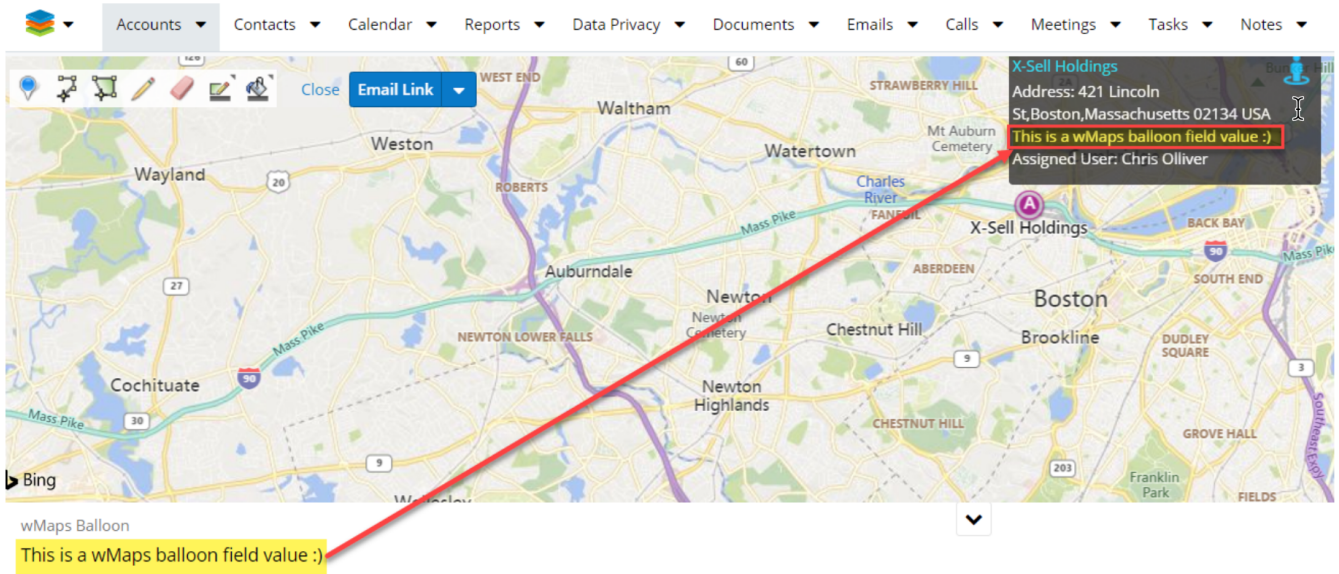 Accounts Contacts Calendar Reports Data Privacy Documents Emails Calls Meetings Tasks Notes
Close Email Link
WEST END
60
STRAWBERRY HILL
X-Sell Holdings
Address: 421 Lincoln
St,Boston,Massachusetts 02134 USA
This is a wMaps balloon field value :)
Assigned User: Chris Olliver
Waltham
Weston
Watertown
Mt Auburn
Cemetery
Wayland
20
ROBERTS
Charles
River
Mass Pike
A
X-Sell Holdings
BACK BAY
90
Mass Pik
27
Auburndale
ABERDEEN
SOUTH END
Newton
Newton
Cemetery
Boston
Mass Pike
NEWTON LOWER FALLS
Chestnut Hill
Brookline
DUDLEY
SQUARE
9
3
Cochituate
90
Newton
Highlands
Mass Pike
30
CHESTNUT HILL
GROVE HALL
Southeast Expy
9
203
Franklin
Park
Bing
FIELDS
wMaps Balloon
This is a wMaps balloon field value :)